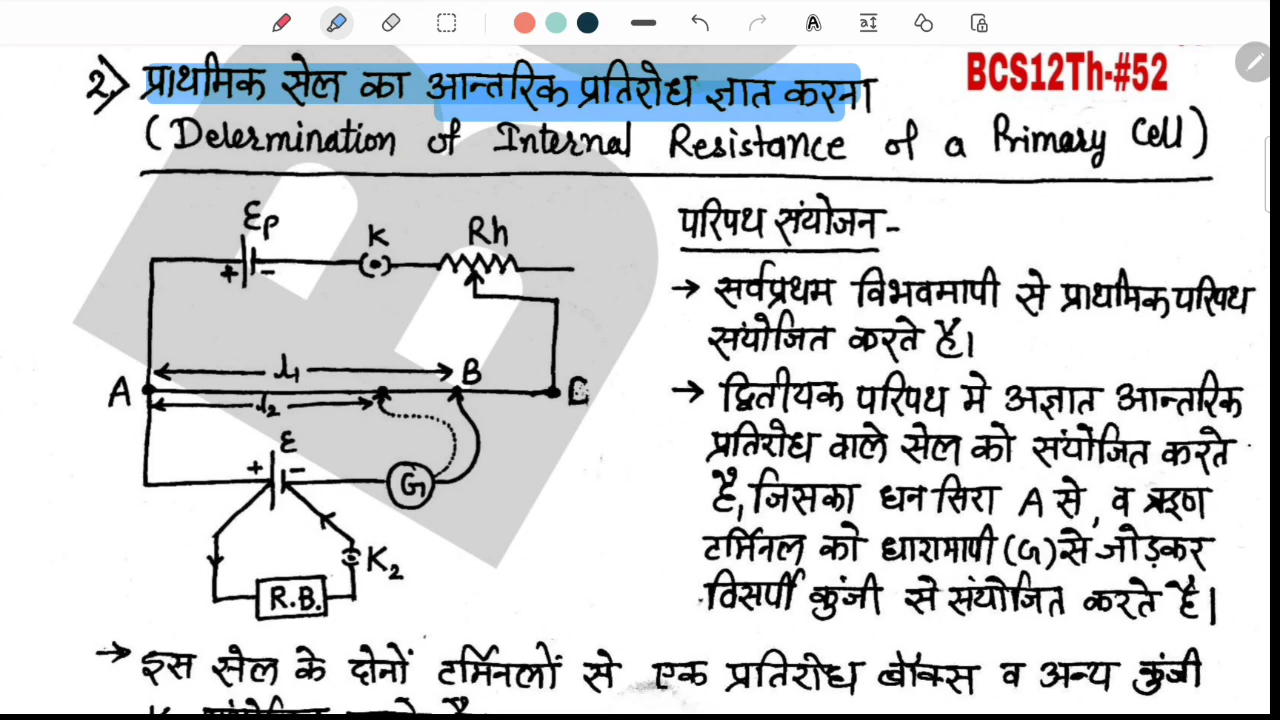 2.) प्राथमिक सेल का आन्तरिक प्रतिरोध ज्ञात करना
BCS12Th-#52
(Determination of Internal Resistance of a Primary Cell)
Ep
K
Rh
+ -
l₁
A
B
l₂
ε
+ -
G
K₂
R.B.
परिपथ संयोजन -
→ सर्वप्रथम विभवमापी से प्राथमिक परिपथ
संयोजित करते है।
→ द्वितीयक परिपथ मे अज्ञात आन्तरिक
प्रतिरोध वाले सेल को संयोजित करते
है, जिसका धन सिरा A से, व ऋण
टर्मिनल को धारामापी (G) से जोड़कर
विसर्पी कुंजी से संयोजित करते है।
→ इस सेल के दोनों टर्मिनलों से एक प्रतिरोध बॉक्स व अन्य कुंजी